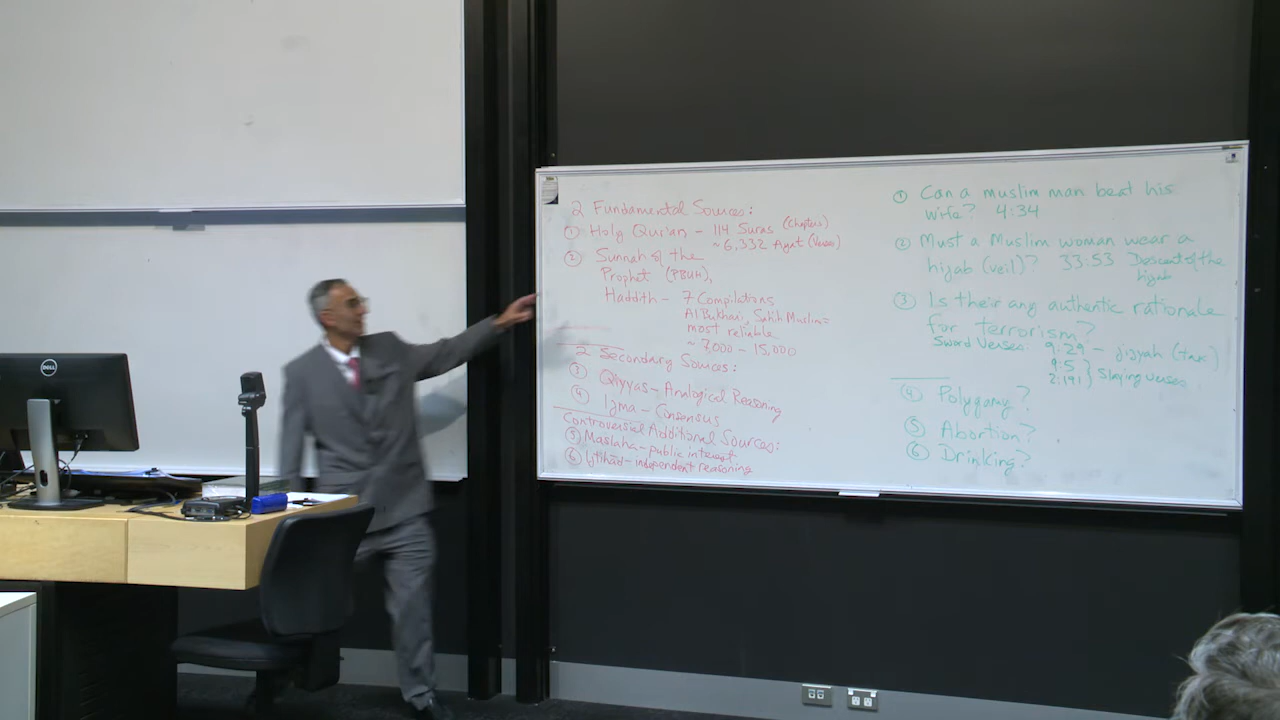 DELL
2 Fundamental Sources:
① Holy Qur'an - 114 Suras (Chapters)
~ 6,332 Ayat (Verses)
② Sunnah of the
Prophet (PBUH),
Haddith - 7 Compilations
Al Bukhari, Sahih Muslim =
most reliable
~ 7,000 - 15,000
2 Secondary Sources:
③ Qiyyas - Analogical Reasoning
④ Ijma - Consensus
Controversial Additional Sources:
⑤ Maslaha - public interest
⑥ Ijtihad - independent reasoning
① Can a muslim man beat his
wife? 4:34
② Must a Muslim woman wear a
hijab (veil)? 33:53 Descent of the
hijab
③ Is their any authentic rationale
for terrorism?
Sword Verses: 9:29 - jizyah (tax)
9:5
2:191 } Slaying verses
④ Polygamy?
⑤ Abortion?
⑥ Drinking?